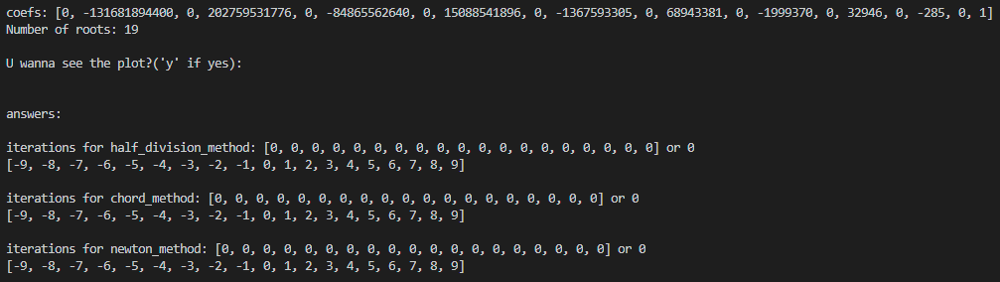 coefs: [0, -131681894400, 0, 202759531776, 0, -84865562640, 0, 15088541896, 0, -1367593305, 0, 68943381, 0, -1999370, 0, 32946, 0, -285, 0, 1]
Number of roots: 19
U wanna see the plot?('y' if yes):
answers:
iterations for half_division_method: [0, 0, 0, 0, 0, 0, 0, 0, 0, 0, 0, 0, 0, 0, 0, 0, 0, 0, 0] or 0
[-9, -8, -7, -6, -5, -4, -3, -2, -1, 0, 1, 2, 3, 4, 5, 6, 7, 8, 9]
iterations for chord_method: [0, 0, 0, 0, 0, 0, 0, 0, 0, 0, 0, 0, 0, 0, 0, 0, 0, 0, 0] or 0
[-9, -8, -7, -6, -5, -4, -3, -2, -1, 0, 1, 2, 3, 4, 5, 6, 7, 8, 9]
iterations for newton_method: [0, 0, 0, 0, 0, 0, 0, 0, 0, 0, 0, 0, 0, 0, 0, 0, 0, 0, 0] or 0
[-9, -8, -7, -6, -5, -4, -3, -2, -1, 0, 1, 2, 3, 4, 5, 6, 7, 8, 9]